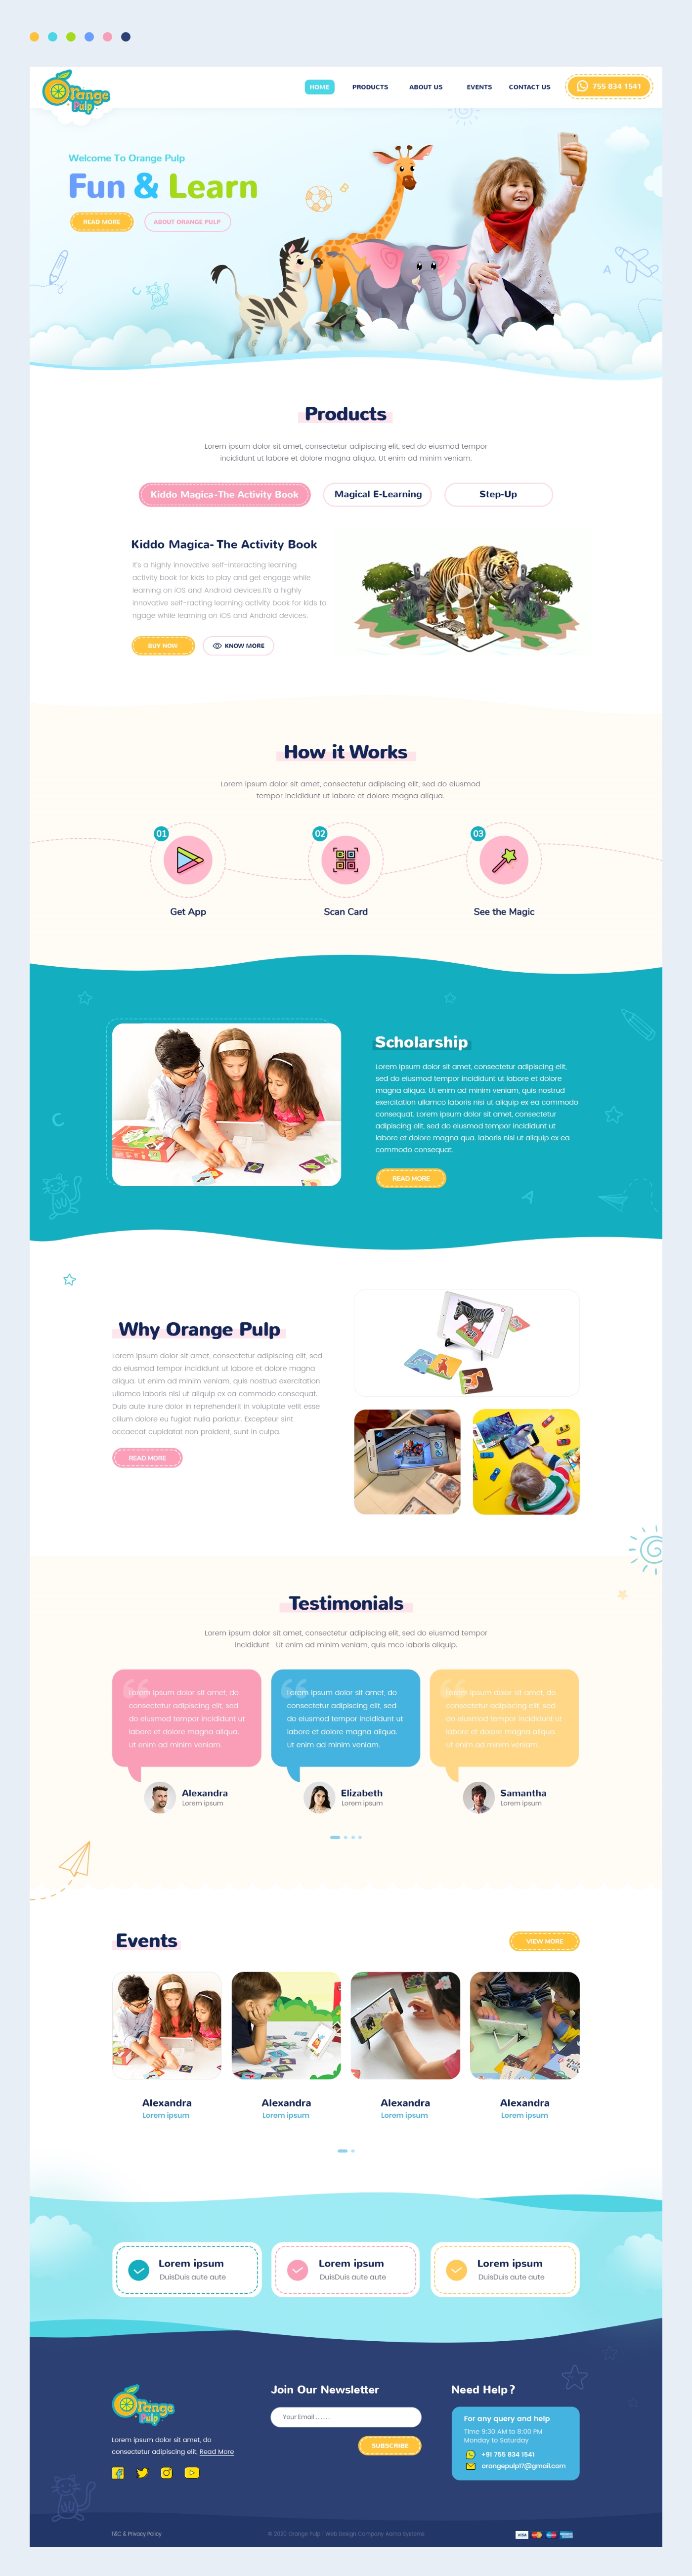 Orange
Pulp
HOME
PRODUCTS
ABOUT US
EVENTS
CONTACT US
755 834 1541
Welcome To Orange Pulp
Fun & Learn
READ MORE
ABOUT ORANGE PULP
Products
Lorem ipsum dolor sit amet, consectetur adipiscing elit, sed do eiusmod tempor
incididunt ut labore et dolore magna aliqua. Ut enim ad minim veniam.
Kiddo Magica-The Activity Book
Magical E-Learning
Step-Up
Kiddo Magica- The Activity Book
It's a highly innovative self-interacting learning
activity book for kids to play and get engage while
learning on iOS and Android devices.It's a highly
innovative self-racting learning activity book for kids to
ngage while learning on iOS and Android devices.
BUY NOW
KNOW MORE
How it Works
Lorem ipsum dolor sit amet, consectetur adipiscing elit, sed do eiusmod
tempor incididunt ut labore et dolore magna aliqua.
01
02
03
Get App
Scan Card
See the Magic
Scholarship
Lorem ipsum dolor sit amet, consectetur adipiscing elit,
sed do eiusmod tempor incididunt ut labore et dolore
magna aliqua. Ut enim ad minim veniam, quis nostrud
exercitation ullamco laboris nisi ut aliquip ex ea commodo
consequat. Lorem ipsum dolor sit amet, consectetur
adipiscing elit, sed do eiusmod tempor incididunt ut
labore et dolore magna qua. laboris nisi ut aliquip ex ea
commodo consequat.
READ MORE
Why Orange Pulp
Lorem ipsum dolor sit amet, consectetur adipiscing elit, sed
do eiusmod tempor incididunt ut labore et dolore magna
aliqua. Ut enim ad minim veniam, quis nostrud exercitation
ullamco laboris nisi ut aliquip ex ea commodo consequat.
Duis aute irure dolor in reprehenderit in voluptate velit esse
cillum dolore eu fugiat nulla pariatur. Excepteur sint
occaecat cupidatat non proident, sunt in culpa.
READ MORE
Testimonials
Lorem ipsum dolor sit amet, consectetur adipiscing elit, sed do eiusmod tempor
incididunt Ut enim ad minim veniam, quis mco laboris aliquip.
Lorem ipsum dolor sit amet, do
consectetur adipiscing elit, sed
do eiusmod tempor incididunt ut
labore et dolore magna aliqua.
Ut enim ad minim veniam.
Lorem ipsum dolor sit amet, do
consectetur adipiscing elit, sed
do eiusmod tempor incididunt ut
labore et dolore magna aliqua.
Ut enim ad minim veniam.
Lorem ipsum dolor sit amet, do
consectetur adipiscing elit, sed
do eiusmod tempor incididunt ut
labore et dolore magna aliqua.
Ut enim ad minim veniam.
Alexandra
Lorem ipsum
Elizabeth
Lorem ipsum
Samantha
Lorem ipsum
Events
VIEW MORE
Alexandra
Lorem ipsum
Alexandra
Lorem ipsum
Alexandra
Lorem ipsum
Alexandra
Lorem ipsum
Lorem ipsum
DuisDuis aute aute
Lorem ipsum
DuisDuis aute aute
Lorem ipsum
DuisDuis aute aute
Orange
Pulp
Lorem ipsum dolor sit amet, do
consectetur adipiscing elit, Read More
Join Our Newsletter
Your Email ......
SUBSCRIBE
Need Help ?
For any query and help
Time 9:30 AM to 8:00 PM
Monday to Saturday
+91 755 834 1541
orangepulp17@gmail.com
T&C & Privacy Policy
© 2020 Orange Pulp | Web Design Company Aarna Systems
VISA